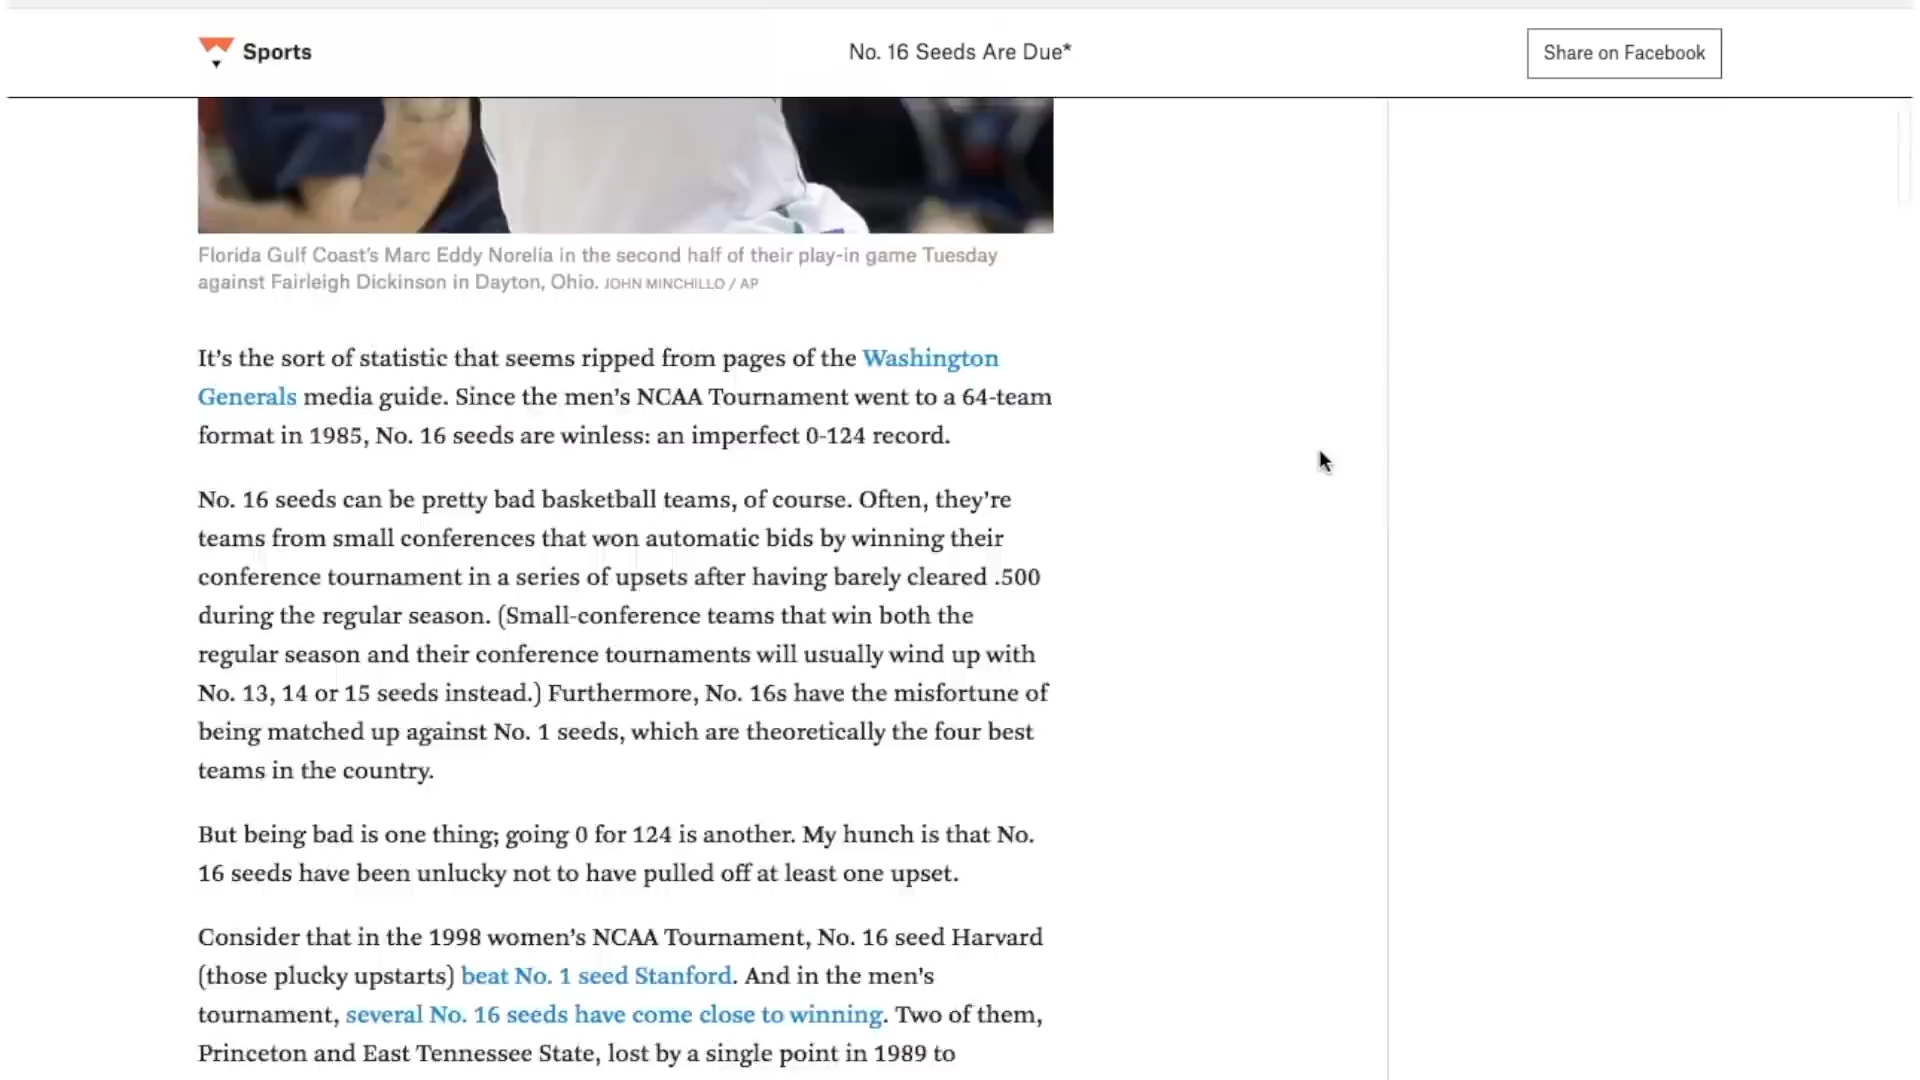 Sports
No. 16 Seeds Are Due*
Share on Facebook
Florida Gulf Coast's Marc Eddy Norelia in the second half of their play-in game Tuesday
against Fairleigh Dickinson in Dayton, Ohio. JOHN MINCHILLO / AP
It's the sort of statistic that seems ripped from pages of the Washington
Generals media guide. Since the men's NCAA Tournament went to a 64-team
format in 1985, No. 16 seeds are winless: an imperfect 0-124 record.
No. 16 seeds can be pretty bad basketball teams, of course. Often, they're
teams from small conferences that won automatic bids by winning their
conference tournament in a series of upsets after having barely cleared .500
during the regular season. (Small-conference teams that win both the
regular season and their conference tournaments will usually wind up with
No. 13, 14 or 15 seeds instead.) Furthermore, No. 16s have the misfortune of
being matched up against No. 1 seeds, which are theoretically the four best
teams in the country.
But being bad is one thing; going 0 for 124 is another. My hunch is that No.
16 seeds have been unlucky not to have pulled off at least one upset.
Consider that in the 1998 women's NCAA Tournament, No. 16 seed Harvard
(those plucky upstarts) beat No. 1 seed Stanford. And in the men's
tournament, several No. 16 seeds have come close to winning. Two of them,
Princeton and East Tennessee State, lost by a single point in 1989 to